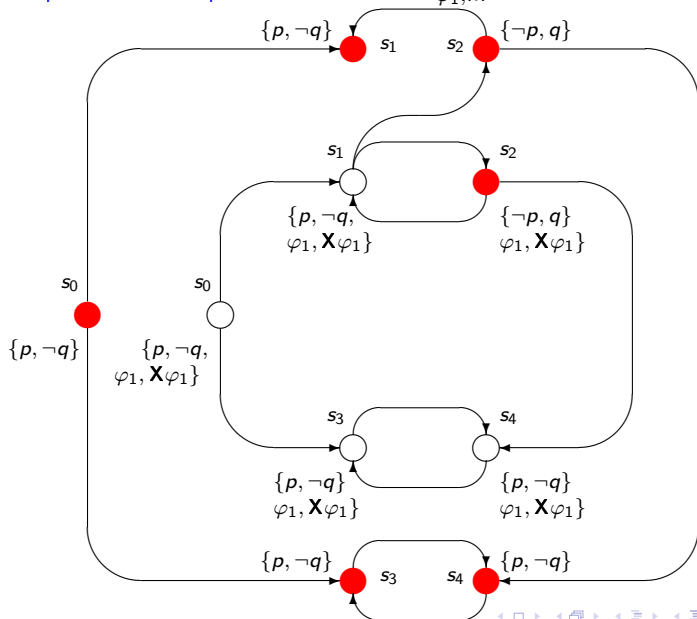 {p, ¬q}
s₁
s₂
{¬p, q}
s₁
s₂
{p, ¬q,
φ₁, Xφ₁}
{¬p, q}
φ₁, Xφ₁}
s₀
s₀
{p, ¬q}
{p, ¬q,
φ₁, Xφ₁}
s₃
s₄
{p, ¬q}
φ₁, Xφ₁}
{p, ¬q}
φ₁, Xφ₁}
{p, ¬q}
s₃
s₄
{p, ¬q}